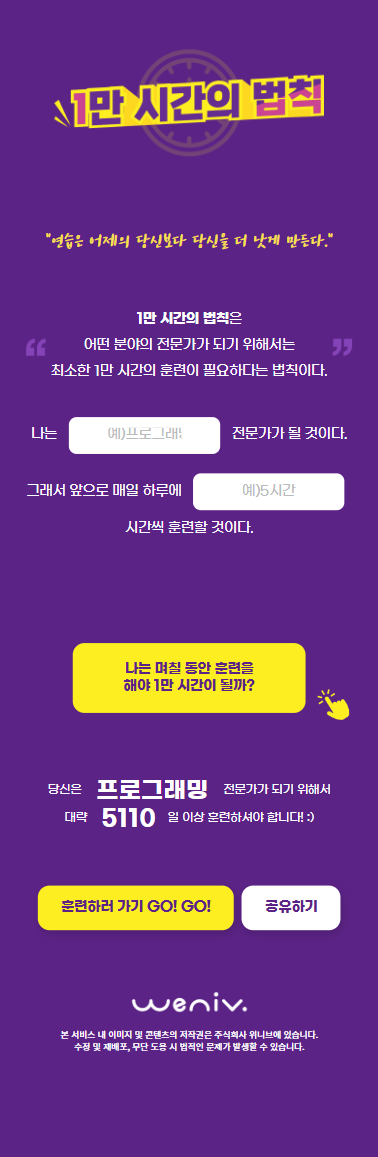 1만 시간의 법칙
"연습은 어제의 당신보다 당신을 더 낫게 만든다."
1만 시간의 법칙은
“ 어떤 분야의 전문가가 되기 위해서는 ”
최소한 1만 시간의 훈련이 필요하다는 법칙이다.
나는 예)프로그래밍 전문가가 될 것이다.
그래서 앞으로 매일 하루에 예)5시간
시간씩 훈련할 것이다.
나는 며칠 동안 훈련을
해야 1만 시간이 될까?
당신은 프로그래밍 전문가가 되기 위해서
대략 5110 일 이상 훈련하셔야 합니다! :)
훈련하러 가기 GO! GO! 공유하기
weniv.
본 서비스 내 이미지 및 콘텐츠의 저작권은 주식회사 위니브에 있습니다.
수정 및 재배포, 무단 도용 시 법적인 문제가 발생할 수 있습니다.